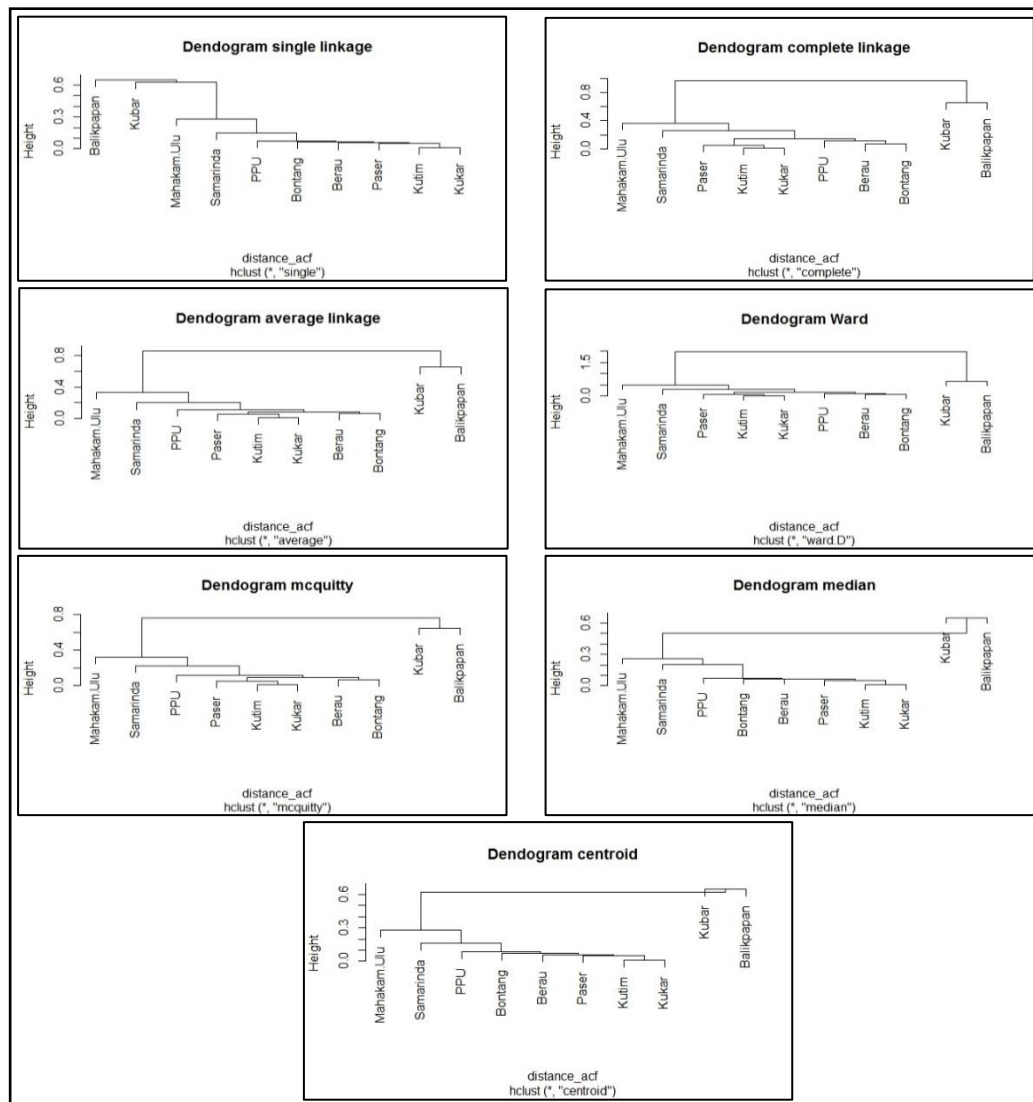 Dendogram single linkage
Height
0.0 0.3 0.6
Balikpapan
Kubar
Mahakam.Ulu
Samarinda
PPU
Bontang
Berau
Paser
Kutim
Kukar
distance_acf
hclust (*, "single")
Dendogram complete linkage
Height
0.0 0.4 0.8
Mahakam.Ulu
Samarinda
Paser
Kutim
Kukar
PPU
Berau
Bontang
Kubar
Balikpapan
distance_acf
hclust (*, "complete")
Dendogram average linkage
Height
0.0 0.4 0.8
Mahakam.Ulu
Samarinda
PPU
Paser
Kutim
Kukar
Berau
Bontang
Kubar
Balikpapan
distance_acf
hclust (*, "average")
Dendogram Ward
Height
0.0 1.5
Mahakam.Ulu
Samarinda
Paser
Kutim
Kukar
PPU
Berau
Bontang
Kubar
Balikpapan
distance_acf
hclust (*, "ward.D")
Dendogram mcquitty
Height
0.0 0.4 0.8
Mahakam.Ulu
Samarinda
PPU
Paser
Kutim
Kukar
Berau
Bontang
Kubar
Balikpapan
distance_acf
hclust (*, "mcquitty")
Dendogram median
Height
0.0 0.3 0.6
Mahakam.Ulu
Samarinda
PPU
Bontang
Berau
Paser
Kutim
Kukar
Kubar
Balikpapan
distance_acf
hclust (*, "median")
Dendogram centroid
Height
0.0 0.3 0.6
Mahakam.Ulu
Samarinda
PPU
Bontang
Berau
Paser
Kutim
Kukar
Kubar
Balikpapan
distance_acf
hclust (*, "centroid")